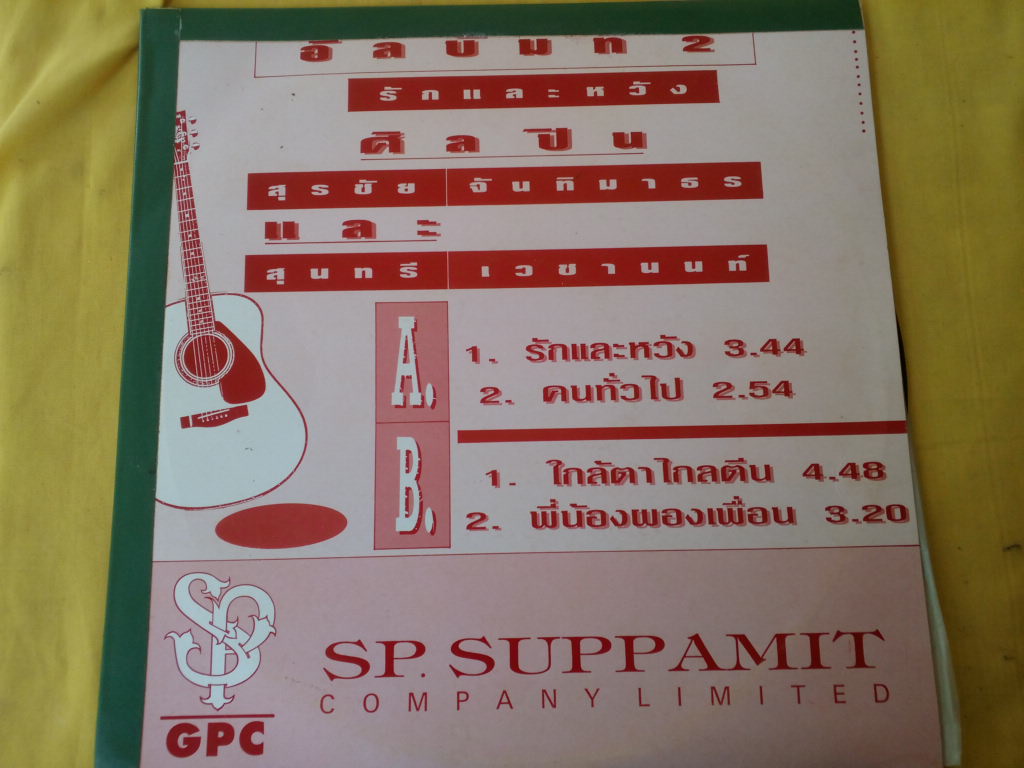 อัลบั้มที่ 2
รักและหวัง
ศิลปิน
สุรชัย จันทิมาธร
และ
สุนทรี เวชานนท์
A.
1. รักและหวัง 3.44
2. คนทั่วไป 2.54
B.
1. ใกล้ตาไกลตีน 4.48
2. พี่น้องผองเพื่อน 3.20
SP
GPC
SP. SUPPAMIT
COMPANY LIMITED